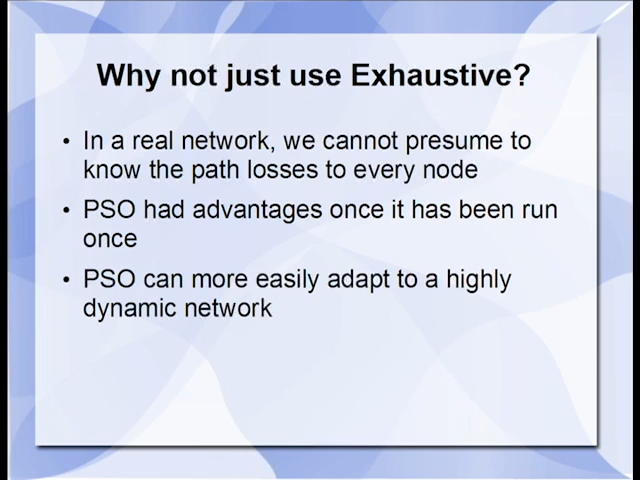 Why not just use Exhaustive?
• In a real network, we cannot presume to
know the path losses to every node
• PSO had advantages once it has been run
once
• PSO can more easily adapt to a highly
dynamic network